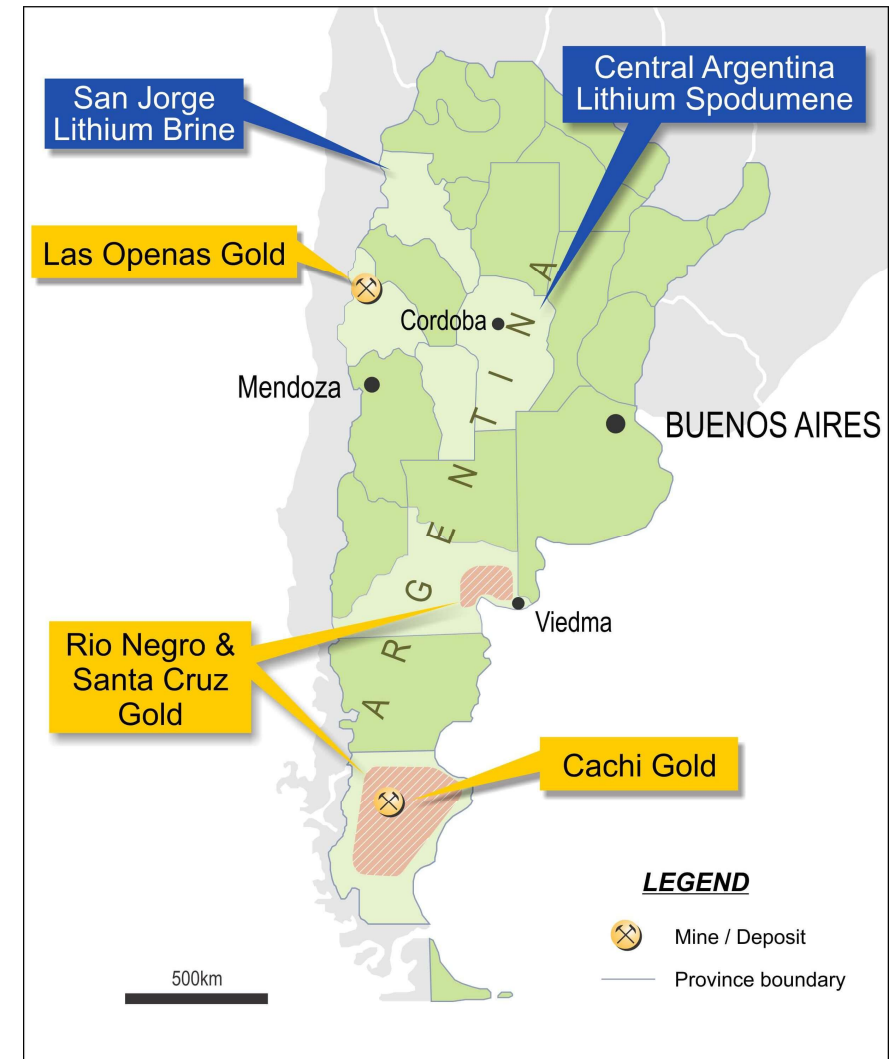 Central Argentina
Lithium Spodumene
San Jorge
Lithium Brine
Las Openas Gold
Cordoba
Mendoza
BUENOS AIRES
ARGENTINA
Viedma
Rio Negro &
Santa Cruz
Gold
Cachi Gold
LEGEND
Mine / Deposit
Province boundary
500km